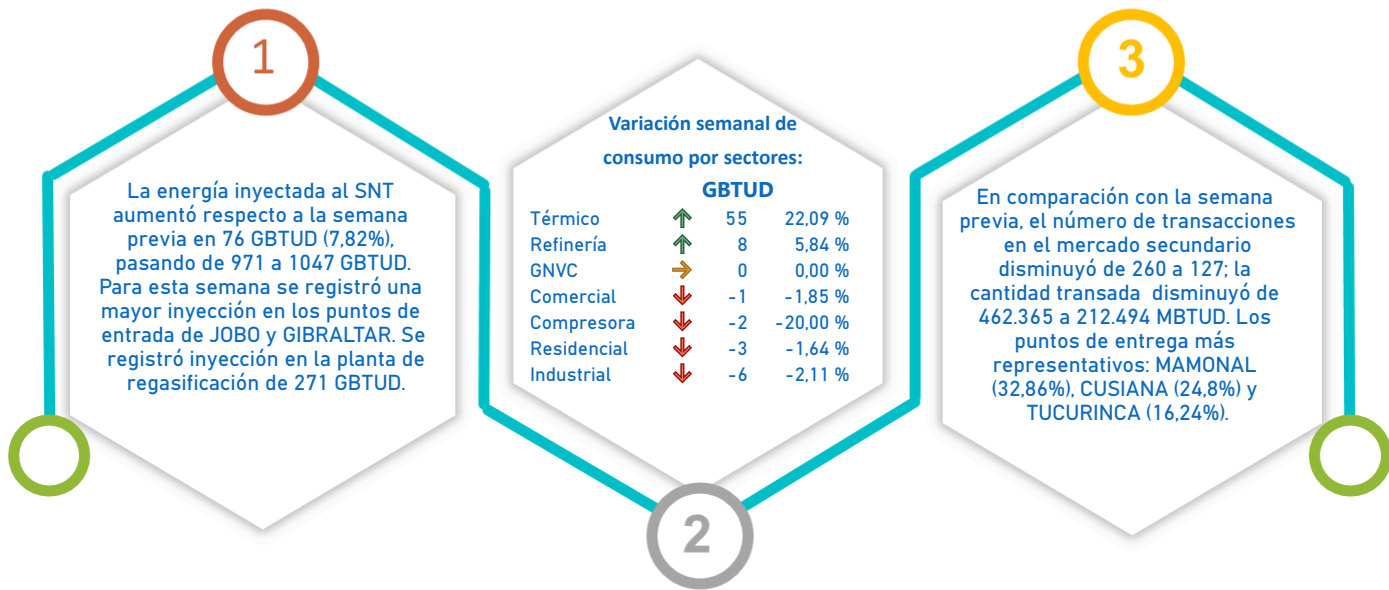 1
La energía inyectada al SNT
aumentó respecto a la semana
previa en 76 GBTUD (7,82%),
pasando de 971 a 1047 GBTUD.
Para esta semana se registró una
mayor inyección en los puntos de
entrada de JOBO y GIBRALTAR. Se
registró inyección en la planta de
regasificación de 271 GBTUD.
Variación semanal de
consumo por sectores:
GBTUD
Térmico 55 22,09 %
Refinería 8 5,84 %
GNVC 0 0,00 %
Comercial -1 -1,85 %
Compresora -2 -20,00 %
Residencial -3 -1,64 %
Industrial -6 -2,11 %
2
3
En comparación con la semana
previa, el número de transacciones
en el mercado secundario
disminuyó de 260 a 127; la
cantidad transada disminuyó de
462.365 a 212.494 MBTUD. Los
puntos de entrega más
representativos: MAMONAL
(32,86%), CUSIANA (24,8%) y
TUCURINCA (16,24%).